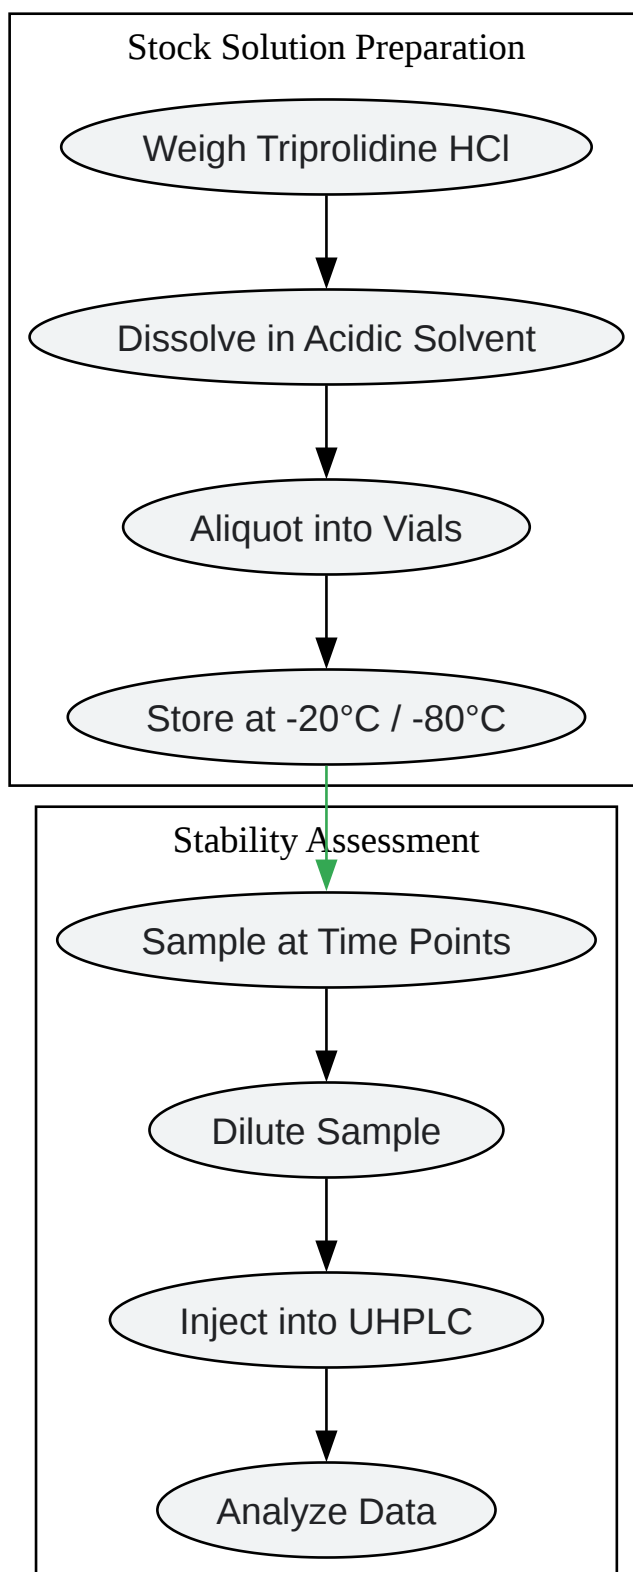 Stock Solution Preparation
Weigh Triprolidine HCl
Dissolve in Acidic Solvent
Aliquot into Vials
Store at -20°C / -80°C
Stability Assessment
Sample at Time Points
Dilute Sample
Inject into UHPLC
Analyze Data